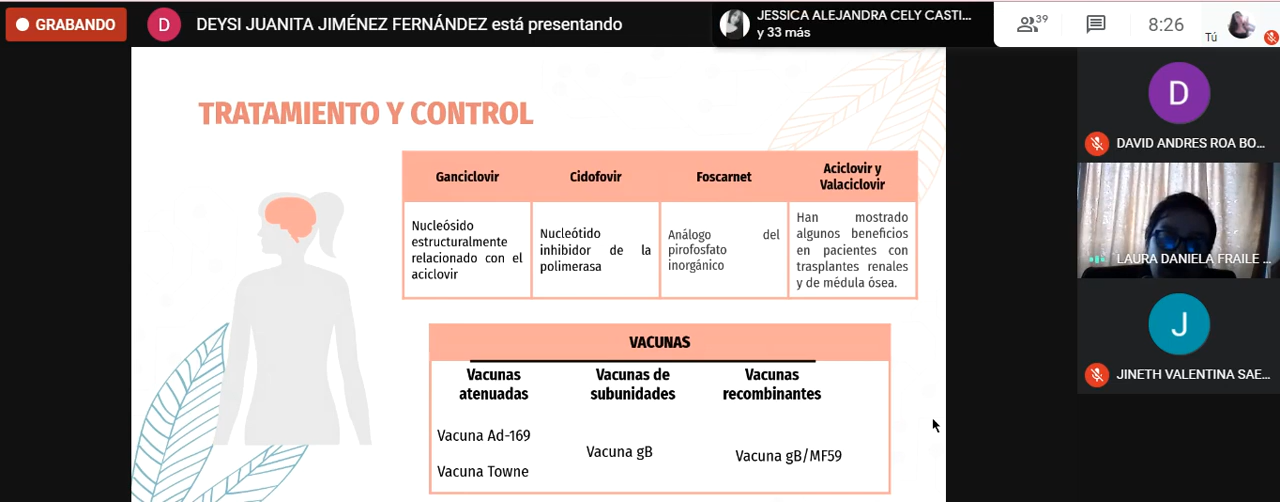 GRABANDO
D
DEYSI JUANITA JIMÉNEZ FERNÁNDEZ está presentando
JESSICA ALEJANDRA CELY CASTI...
y 33 más
39
8:26
Tú
TRATAMIENTO Y CONTROL
Ganciclovir
Cidofovir
Foscarnet
Aciclovir y
Valaciclovir
Nucleósido
estructuralmente
relacionado con el
aciclovir
Nucleótido
inhibidor de la
polimerasa
Análogo del
pirofosfato
inorgánico
Han mostrado
algunos beneficios
en pacientes con
trasplantes renales
y de médula ósea.
VACUNAS
Vacunas
atenuadas
Vacunas de
subunidades
Vacunas
recombinantes
Vacuna Ad-169
Vacuna Towne
Vacuna gB
Vacuna gB/MF59
D
DAVID ANDRES ROA BO...
LAURA DANIELA FRAILE ...
J
JINETH VALENTINA SAE...